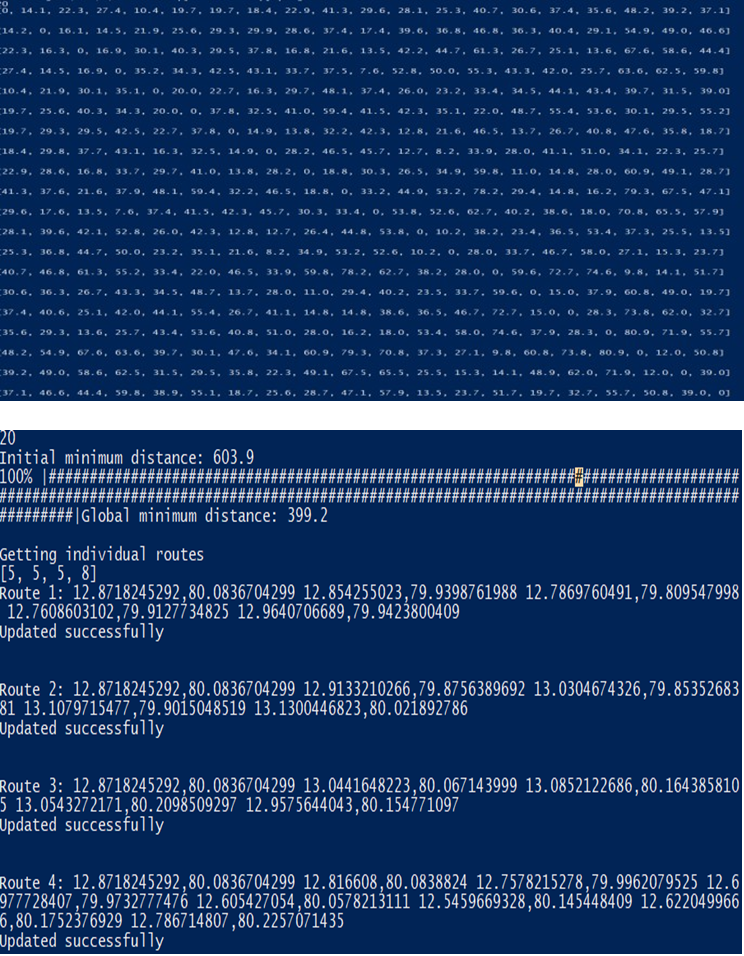 20
[0, 14.1, 22.3, 27.4, 10.4, 19.7, 19.7, 18.4, 22.9, 41.3, 29.6, 28.1, 25.3, 40.7, 30.6, 37.4, 35.6, 48.2, 39.2, 37.1]
[14.2, 0, 16.1, 14.5, 21.9, 25.6, 29.3, 29.9, 28.6, 37.4, 17.4, 39.6, 36.8, 46.8, 36.3, 40.4, 29.1, 54.9, 49.0, 46.6]
[22.3, 16.3, 0, 16.9, 30.1, 40.3, 29.5, 37.8, 16.8, 21.6, 13.5, 42.2, 44.7, 61.3, 26.7, 25.1, 13.6, 67.6, 58.6, 44.4]
[27.4, 14.5, 16.9, 0, 35.2, 34.3, 42.5, 43.1, 33.7, 37.5, 7.6, 52.8, 50.0, 55.3, 43.3, 42.0, 25.7, 63.6, 62.5, 59.8]
[10.4, 21.9, 30.1, 35.1, 0, 20.0, 22.7, 16.3, 29.7, 48.1, 37.4, 26.0, 23.2, 33.4, 34.5, 44.1, 43.4, 39.7, 31.5, 39.0]
[19.7, 25.6, 40.3, 34.3, 20.0, 0, 37.8, 32.5, 41.0, 59.4, 41.5, 42.3, 35.1, 22.0, 48.7, 55.4, 53.6, 30.1, 29.5, 55.2]
[19.7, 29.3, 29.5, 42.5, 22.7, 37.8, 0, 14.9, 13.8, 32.2, 42.3, 12.8, 21.6, 46.5, 13.7, 26.7, 40.8, 47.6, 35.8, 18.7]
[18.4, 29.8, 37.7, 43.1, 16.3, 32.5, 14.9, 0, 28.2, 46.5, 45.7, 12.7, 8.2, 33.9, 28.0, 41.1, 51.0, 34.1, 22.3, 25.7]
[22.9, 28.6, 16.8, 33.7, 29.7, 41.0, 13.8, 28.2, 0, 18.8, 30.3, 26.5, 34.9, 59.8, 11.0, 14.8, 28.0, 60.9, 49.1, 28.7]
[41.3, 37.6, 21.6, 37.9, 48.1, 59.4, 32.2, 46.5, 18.8, 0, 33.2, 44.9, 53.2, 78.2, 29.4, 14.8, 16.2, 79.3, 67.5, 47.1]
[29.6, 17.6, 13.5, 7.6, 37.4, 41.5, 42.3, 45.7, 30.3, 33.4, 0, 53.8, 52.6, 62.7, 40.2, 38.6, 18.0, 70.8, 65.5, 57.9]
[28.1, 39.6, 42.1, 52.8, 26.0, 42.3, 12.8, 12.7, 26.4, 44.8, 53.8, 0, 10.2, 38.2, 23.4, 36.5, 53.4, 37.3, 25.5, 13.5]
[25.3, 36.8, 44.7, 50.0, 23.2, 35.1, 21.6, 8.2, 34.9, 53.2, 52.6, 10.2, 0, 28.0, 33.7, 46.7, 58.0, 27.1, 15.3, 23.7]
[40.7, 46.8, 61.3, 55.2, 33.4, 22.0, 46.5, 33.9, 59.8, 78.2, 62.7, 38.2, 28.0, 0, 59.6, 72.7, 74.6, 9.8, 14.1, 51.7]
[30.6, 36.3, 26.7, 43.3, 34.5, 48.7, 13.7, 28.0, 11.0, 29.4, 40.2, 23.5, 33.7, 59.6, 0, 15.0, 37.9, 60.8, 49.0, 19.7]
[37.4, 40.6, 25.1, 42.0, 44.1, 55.4, 26.7, 41.1, 14.8, 14.8, 38.6, 36.5, 46.7, 72.7, 15.0, 0, 28.3, 73.8, 62.0, 32.7]
[35.6, 29.3, 13.6, 25.7, 43.4, 53.6, 40.8, 51.0, 28.0, 16.2, 18.0, 53.4, 58.0, 74.6, 37.9, 28.3, 0, 80.9, 71.9, 55.7]
[48.2, 54.9, 67.6, 63.6, 39.7, 30.1, 47.6, 34.1, 60.9, 79.3, 70.8, 37.3, 27.1, 9.8, 60.8, 73.8, 80.9, 0, 12.0, 50.8]
[39.2, 49.0, 58.6, 62.5, 31.5, 29.5, 35.8, 22.3, 49.1, 67.5, 65.5, 25.5, 15.3, 14.1, 48.9, 62.0, 71.9, 12.0, 0, 39.0]
[37.1, 46.6, 44.4, 59.8, 38.9, 55.1, 18.7, 25.6, 28.7, 47.1, 57.9, 13.5, 23.7, 51.7, 19.7, 32.7, 55.7, 50.8, 39.0, 0]
20
Initial minimum distance: 603.9
100% |####################################################################################
##########################################################################################
#########|Global minimum distance: 399.2
Getting individual routes
[5, 5, 5, 8]
Route 1: 12.8718245292,80.0836704299 12.854255023,79.9398761988 12.7869760491,79.809547998
12.7608603102,79.9127734825 12.9640706689,79.9423800409
Updated successfully
Route 2: 12.8718245292,80.0836704299 12.9133210266,79.8756389692 13.0304674326,79.85352683
81 13.1079715477,79.9015048519 13.1300446823,80.021892786
Updated successfully
Route 3: 12.8718245292,80.0836704299 13.0441648223,80.067143999 13.0852122686,80.164385810
5 13.0543272171,80.2098509297 12.9575644043,80.154771097
Updated successfully
Route 4: 12.8718245292,80.0836704299 12.816608,80.0838824 12.7578215278,79.9962079525 12.6
977728407,79.9732777476 12.605427054,80.0578213111 12.5459669328,80.145448409 12.622049966
6,80.1752376929 12.786714807,80.2257071435
Updated successfully